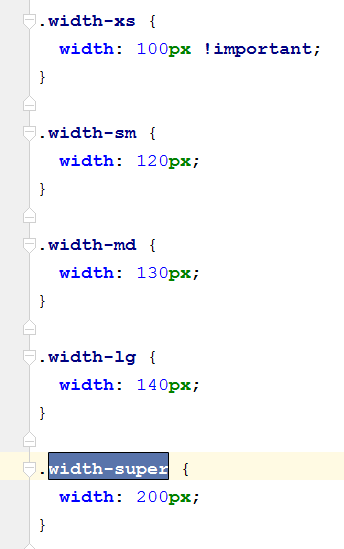 .width-xs {
  width: 100px !important;
}
.width-sm {
  width: 120px;
}
.width-md {
  width: 130px;
}
.width-lg {
  width: 140px;
}
.width-super {
  width: 200px;
}